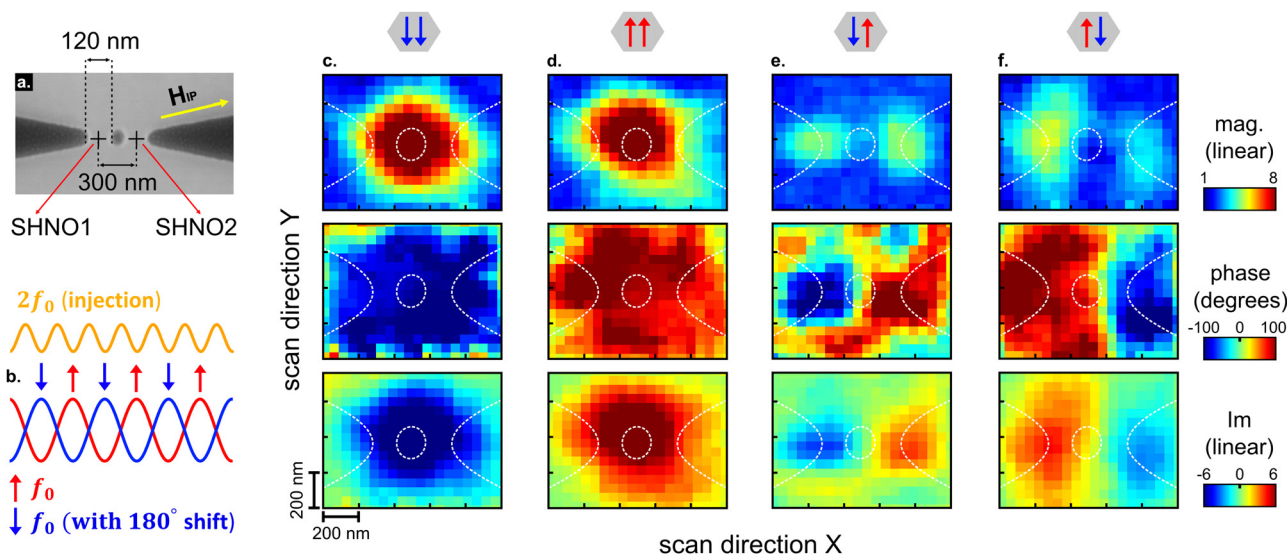 120 nm
a.
H_IP
300 nm
SHNO1
SHNO2
2f₀ (injection)
b.
f₀
f₀ (with 180° shift)
c.
d.
e.
f.
scan direction Y
200 nm
200 nm
scan direction X
mag.
(linear)
1
8
phase
(degrees)
-100
0
100
Im
(linear)
-6
0
6